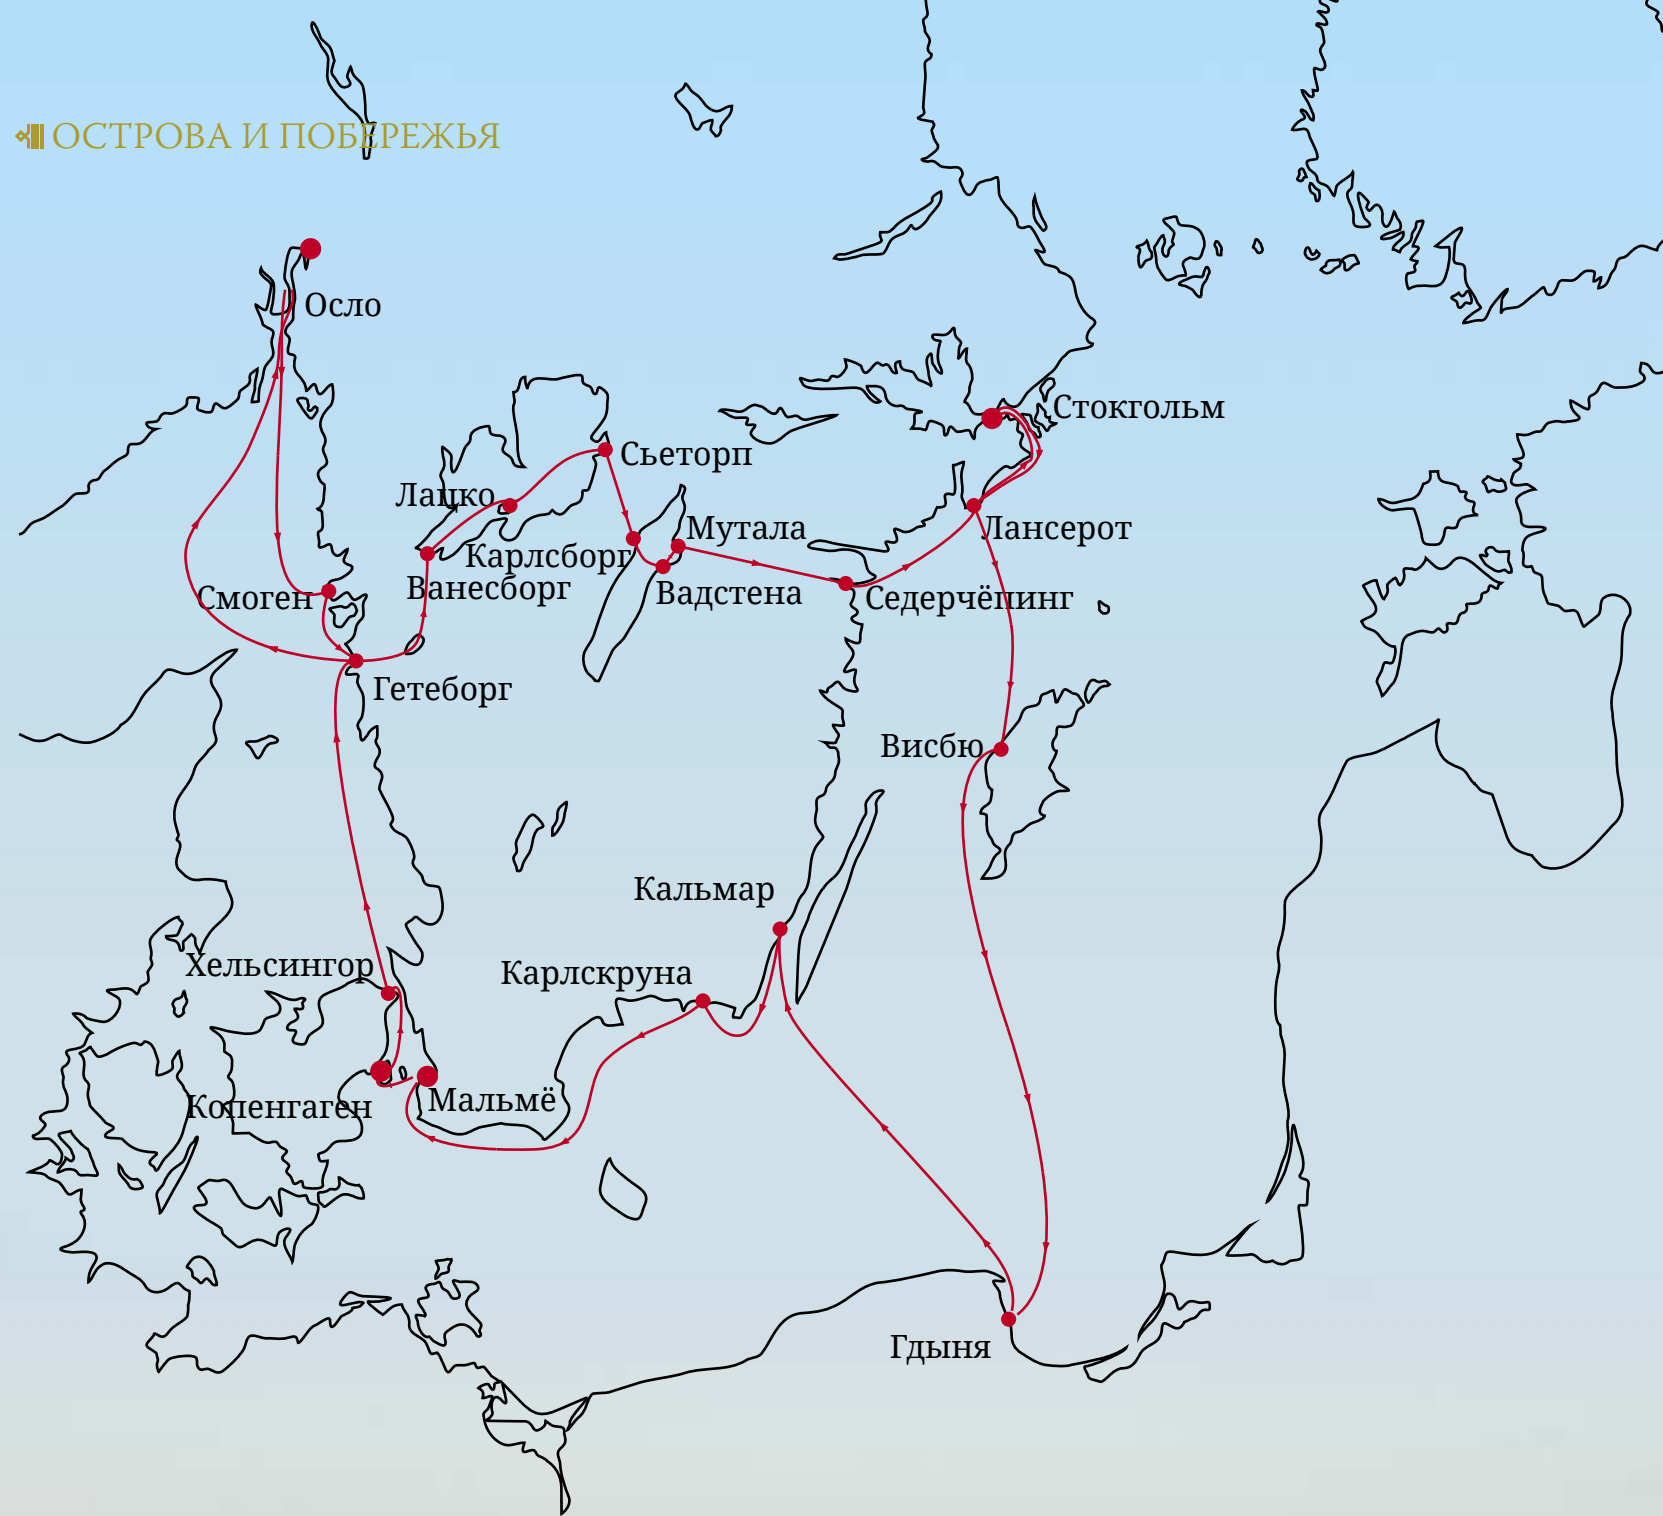 ОСТРОВА И ПОБЕРЕЖЬЯ
Осло
Стокгольм
Сьеторп
Лацко
Мутала
Лансерот
Карлсборг
Ванесборг
Вадстена
Смоген
Седерчёпинг
Гетеборг
Висбю
Кальмар
Хельсингор
Карлскруна
Копенгаген
Мальмё
Гдыня